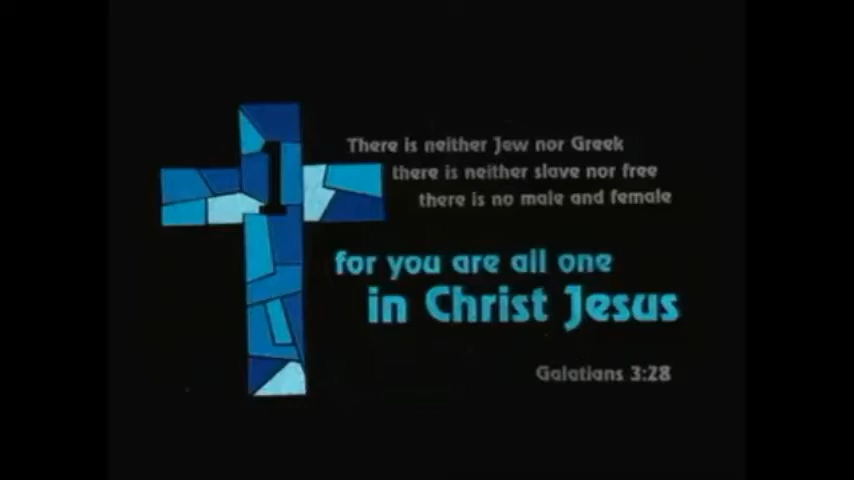 1
There is neither Jew nor Greek
there is neither slave nor free
there is no male and female
for you are all one
in Christ Jesus
Galatians 3:28